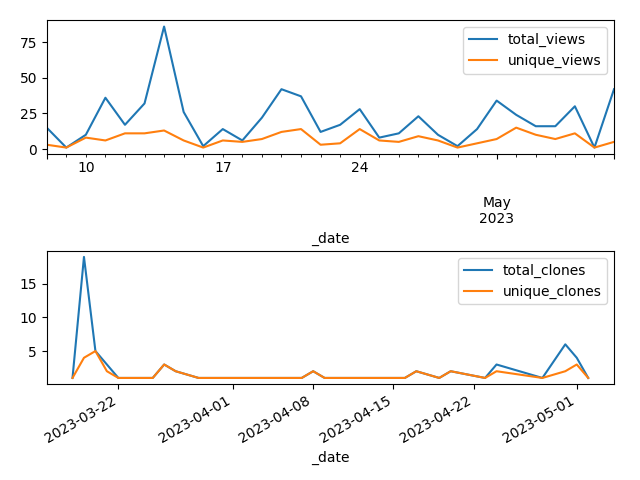 75
50
25
0
total_views
unique_views
10
17
24
May
2023
_date
15
10
5
total_clones
unique_clones
2023-03-22
2023-04-01
2023-04-08
2023-04-15
2023-04-22
2023-05-01
_date